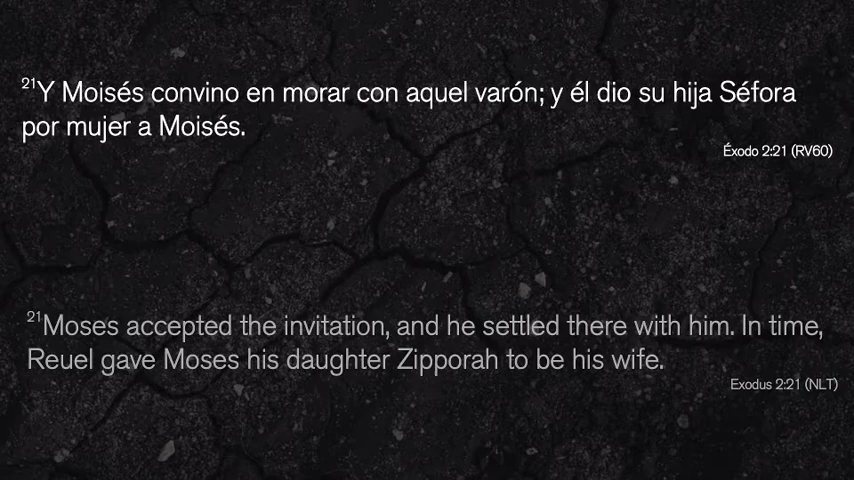 21Y Moisés convino en morar con aquel varón; y él dio su hija Séfora
por mujer a Moisés.
Éxodo 2:21 (RV60)
21Moses accepted the invitation, and he settled there with him. In time,
Reuel gave Moses his daughter Zipporah to be his wife.
Exodus 2:21 (NLT)